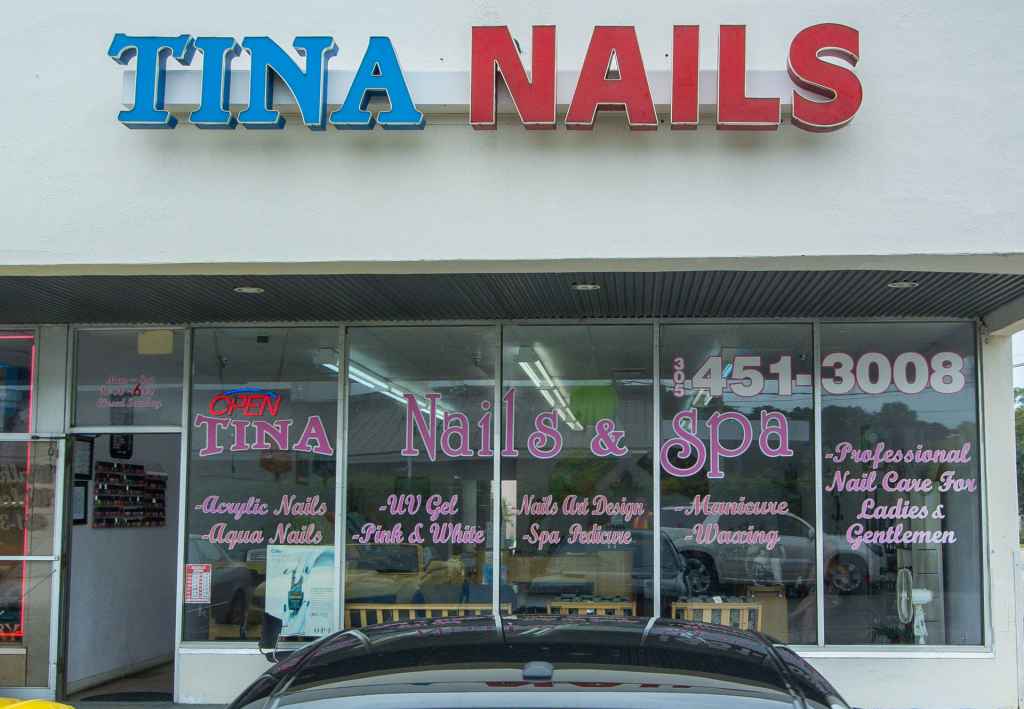 TINA NAILS
OPEN
TINA Nails & Spa
305-451-3008
-Acrylic Nails
-Aqua Nails
-UV Gel
-Pink & White
-Nails Art Design
-Spa Pedicure
-Manicure
-Waxing
-Professional
Nail Care For
Ladies &
Gentlemen
OPI